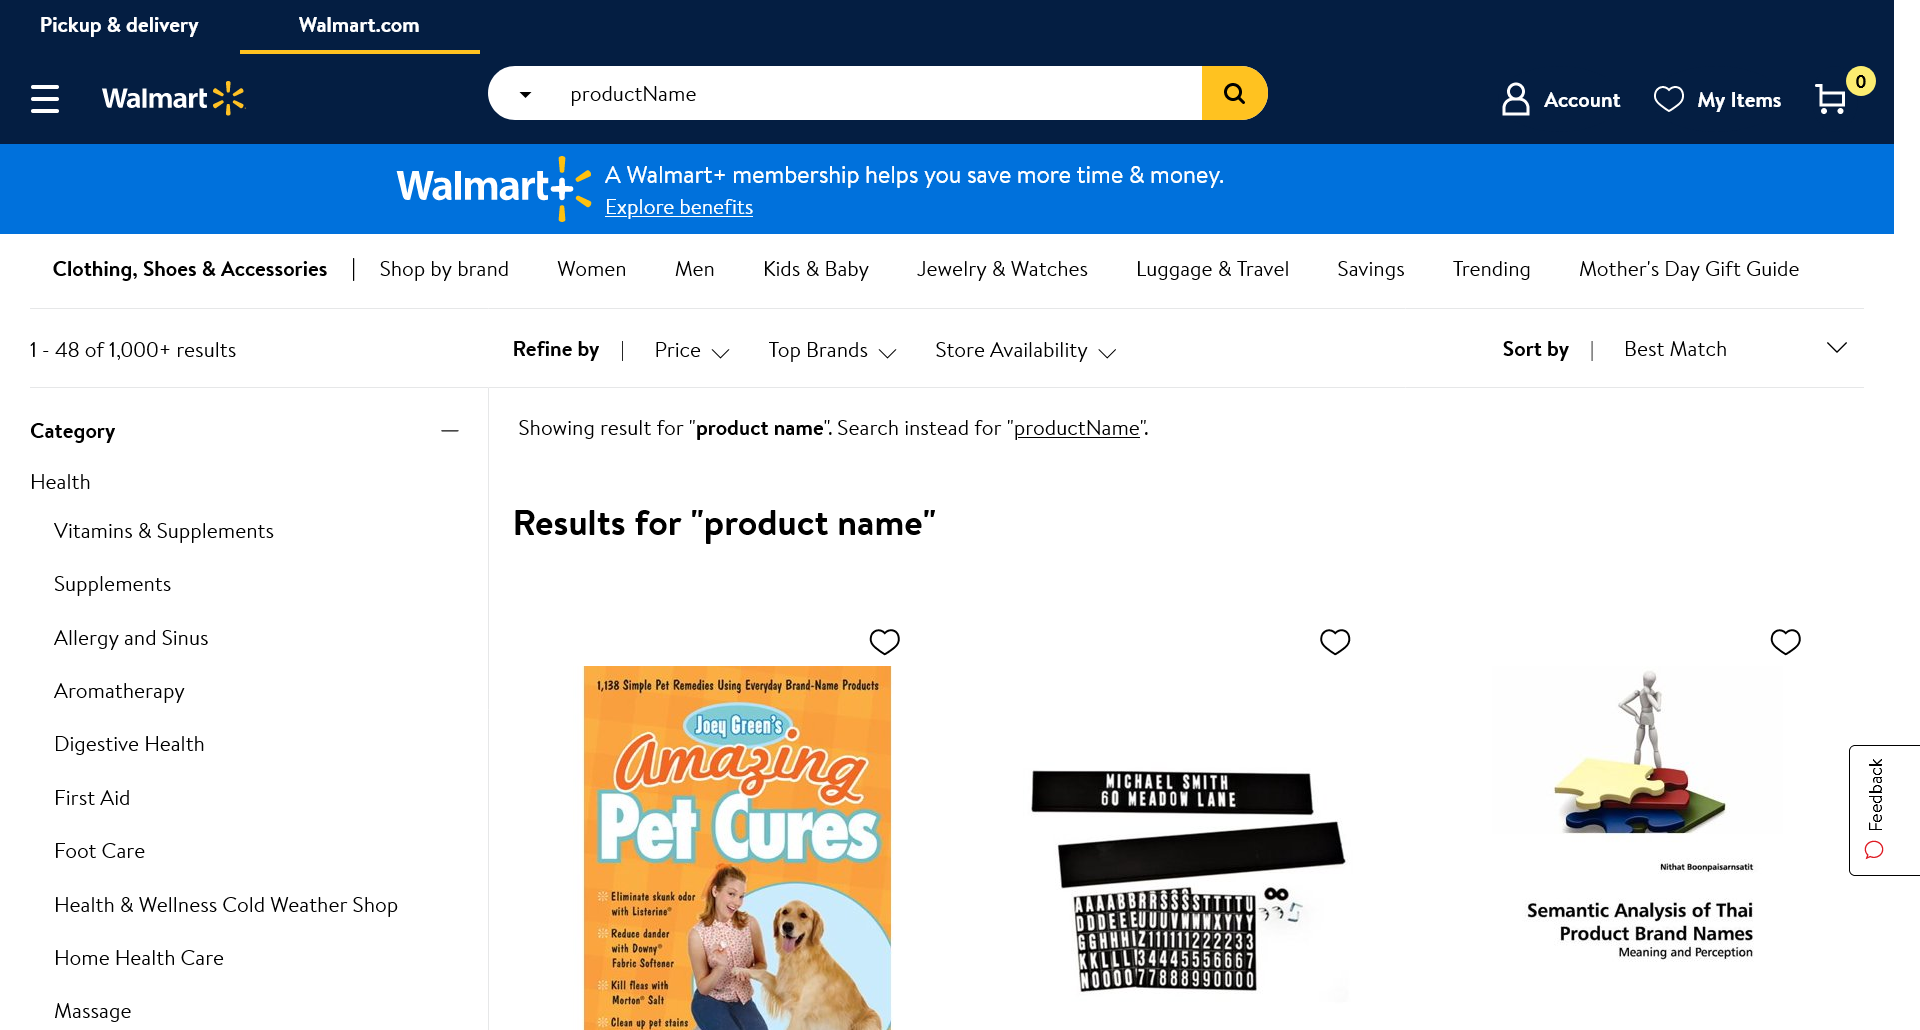 Pickup & delivery
Walmart.com
Walmart
productName
Account
My Items
0
Walmart+
A Walmart+ membership helps you save more time & money.
Explore benefits
Clothing, Shoes & Accessories | Shop by brand Women Men Kids & Baby Jewelry & Watches Luggage & Travel Savings Trending Mother's Day Gift Guide
1 - 48 of 1,000+ results
Refine by | Price Top Brands Store Availability
Sort by | Best Match
Category
Health
Vitamins & Supplements
Supplements
Allergy and Sinus
Aromatherapy
Digestive Health
First Aid
Foot Care
Health & Wellness Cold Weather Shop
Home Health Care
Massage
Showing result for "product name". Search instead for "productName".
Results for "product name"
1,138 Simple Pet Remedies Using Everyday Brand-Name Products
Joey Green's
Amazing
Pet Cures
Eliminate skunk odor
with Listerine®
Reduce dander
with Downy®
Fabric Softener
Kill fleas with
Morton® Salt
Clean up pet stains
MICHAEL SMITH
60 MEADOW LANE
Nithat Boonpaisarnsatit
Semantic Analysis of Thai
Product Brand Names
Meaning and Perception
Feedback